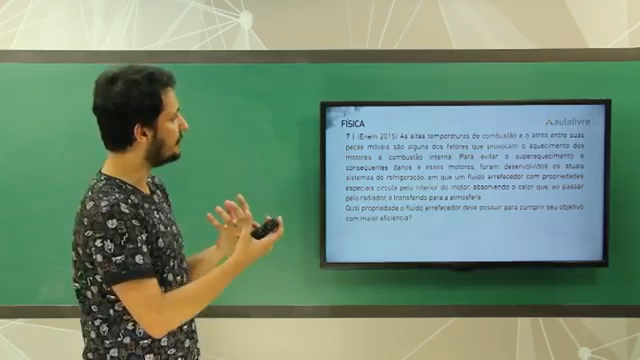 aulalivre
FÍSICA
aulalivre
7 | (Enem 2015) As altas temperaturas de combustão e o atrito entre suas
peças móveis são alguns dos fatores que provocam o aquecimento dos
motores à combustão interna. Para evitar o superaquecimento e
consequentes danos a esses motores, foram desenvolvidos os atuais
sistemas de refrigeração, em que um fluido arrefecedor com propriedades
especiais circula pelo interior do motor, absorvendo o calor que, ao passar
pelo radiador, é transferido para a atmosfera.
Qual propriedade o fluido arrefecedor deve possuir para cumprir seu objetivo
com maior eficiência?